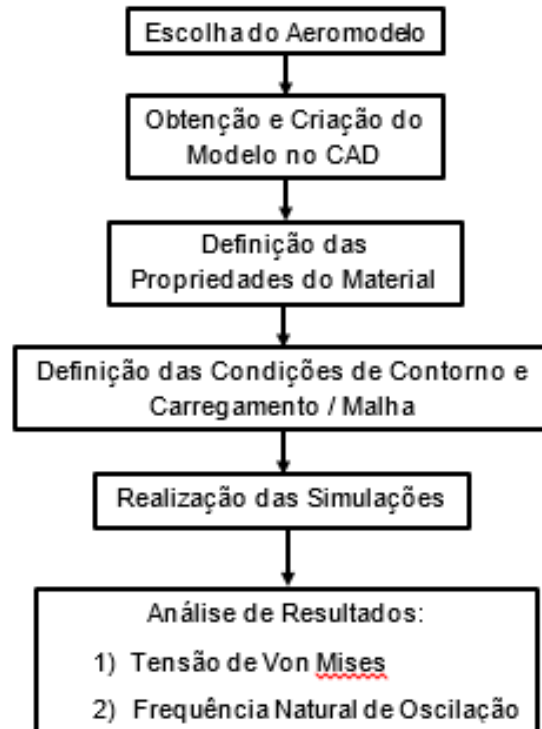 Escolha do Aeromodelo
Obtenção e Criação do
Modelo no CAD
Definição das
Propriedades do Material
Definição das Condições de Contorno e
Carregamento / Malha
Realização das Simulações
Análise de Resultados:
1) Tensão de Von Mises
2) Frequência Natural de Oscilação